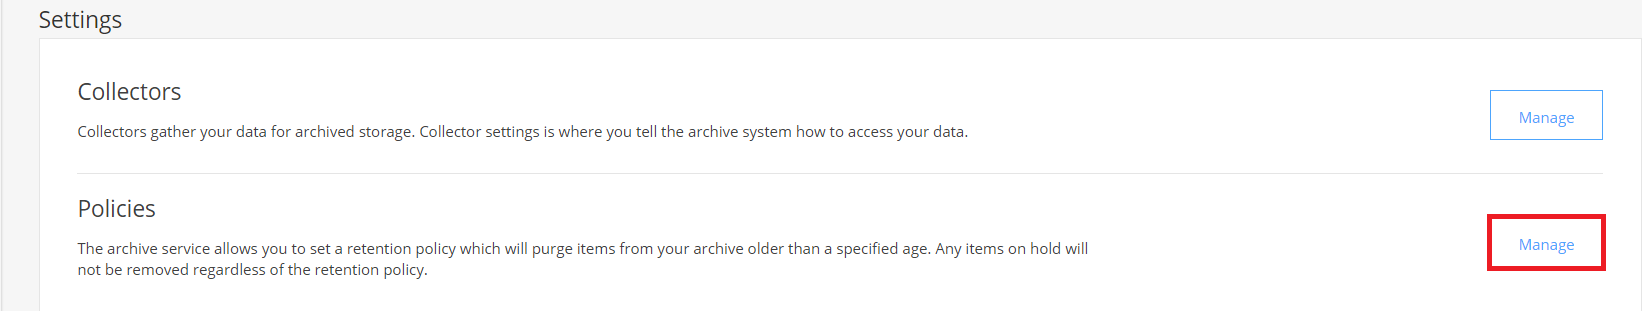 Settings
Collectors
Collectors gather your data for archived storage. Collector settings is where you tell the archive system how to access your data.
Manage
Policies
The archive service allows you to set a retention policy which will purge items from your archive older than a specified age. Any items on hold will
not be removed regardless of the retention policy.
Manage